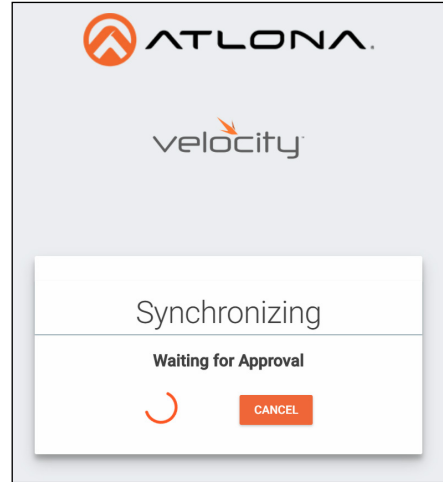 ATLONA.
velocity
Synchronizing
Waiting for Approval
CANCEL